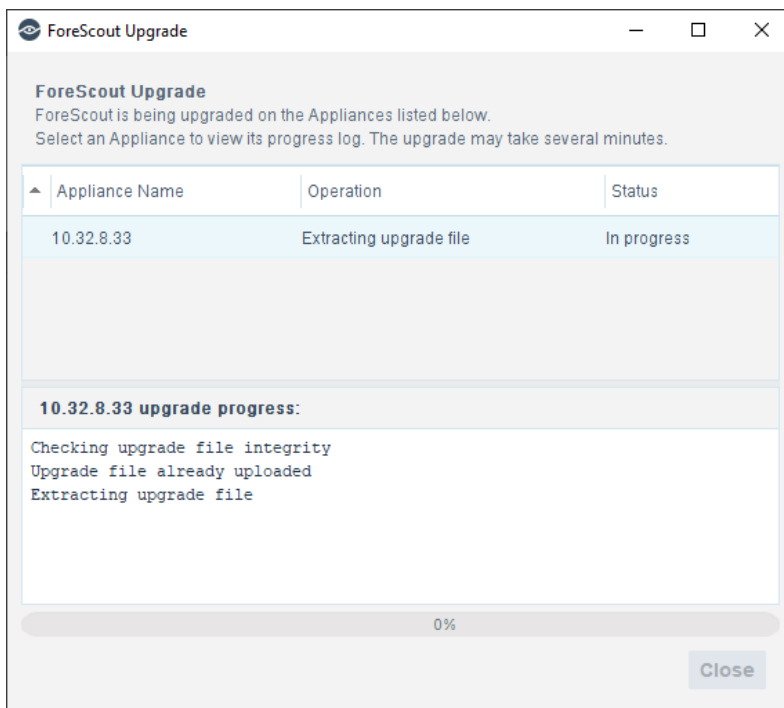 ForeScout Upgrade
ForeScout Upgrade
ForeScout is being upgraded on the Appliances listed below.
Select an Appliance to view its progress log. The upgrade may take several minutes.
Appliance Name Operation Status
10.32.8.33 Extracting upgrade file In progress
10.32.8.33 upgrade progress:
Checking upgrade file integrity
Upgrade file already uploaded
Extracting upgrade file
0%
Close